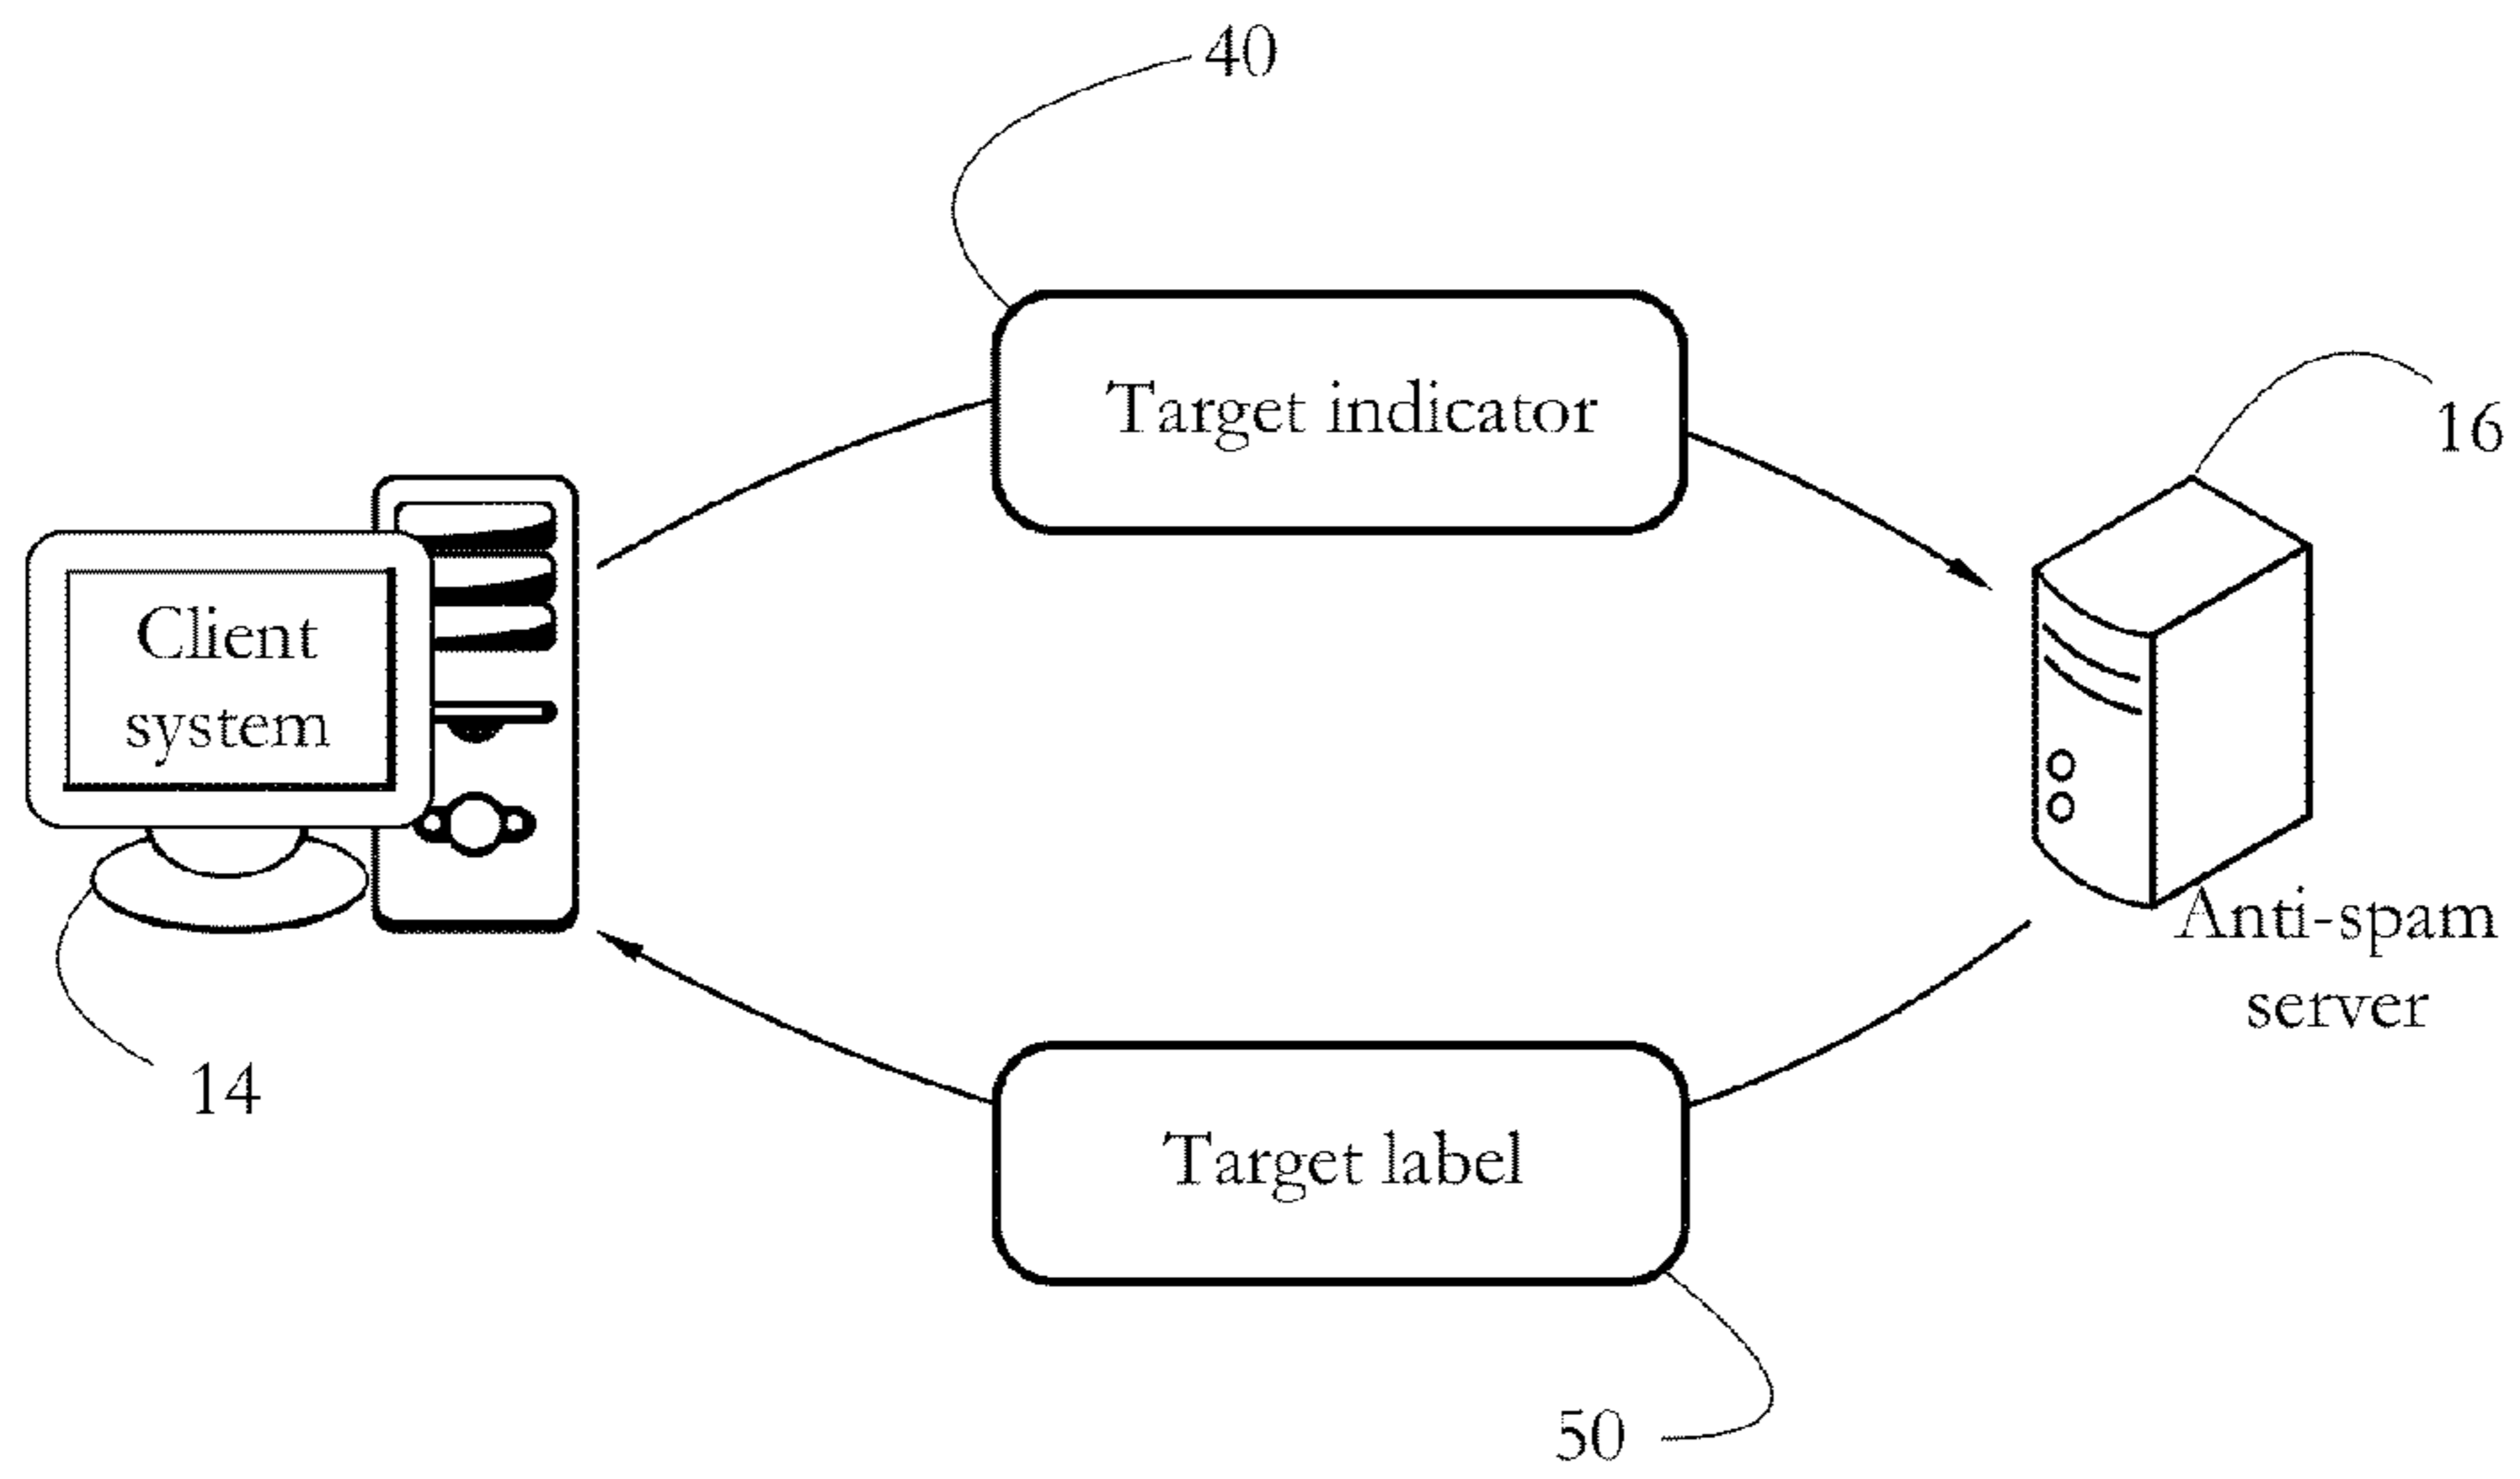 40
Target indicator
16
Client
system
Anti-spam
server
14
Target label
50